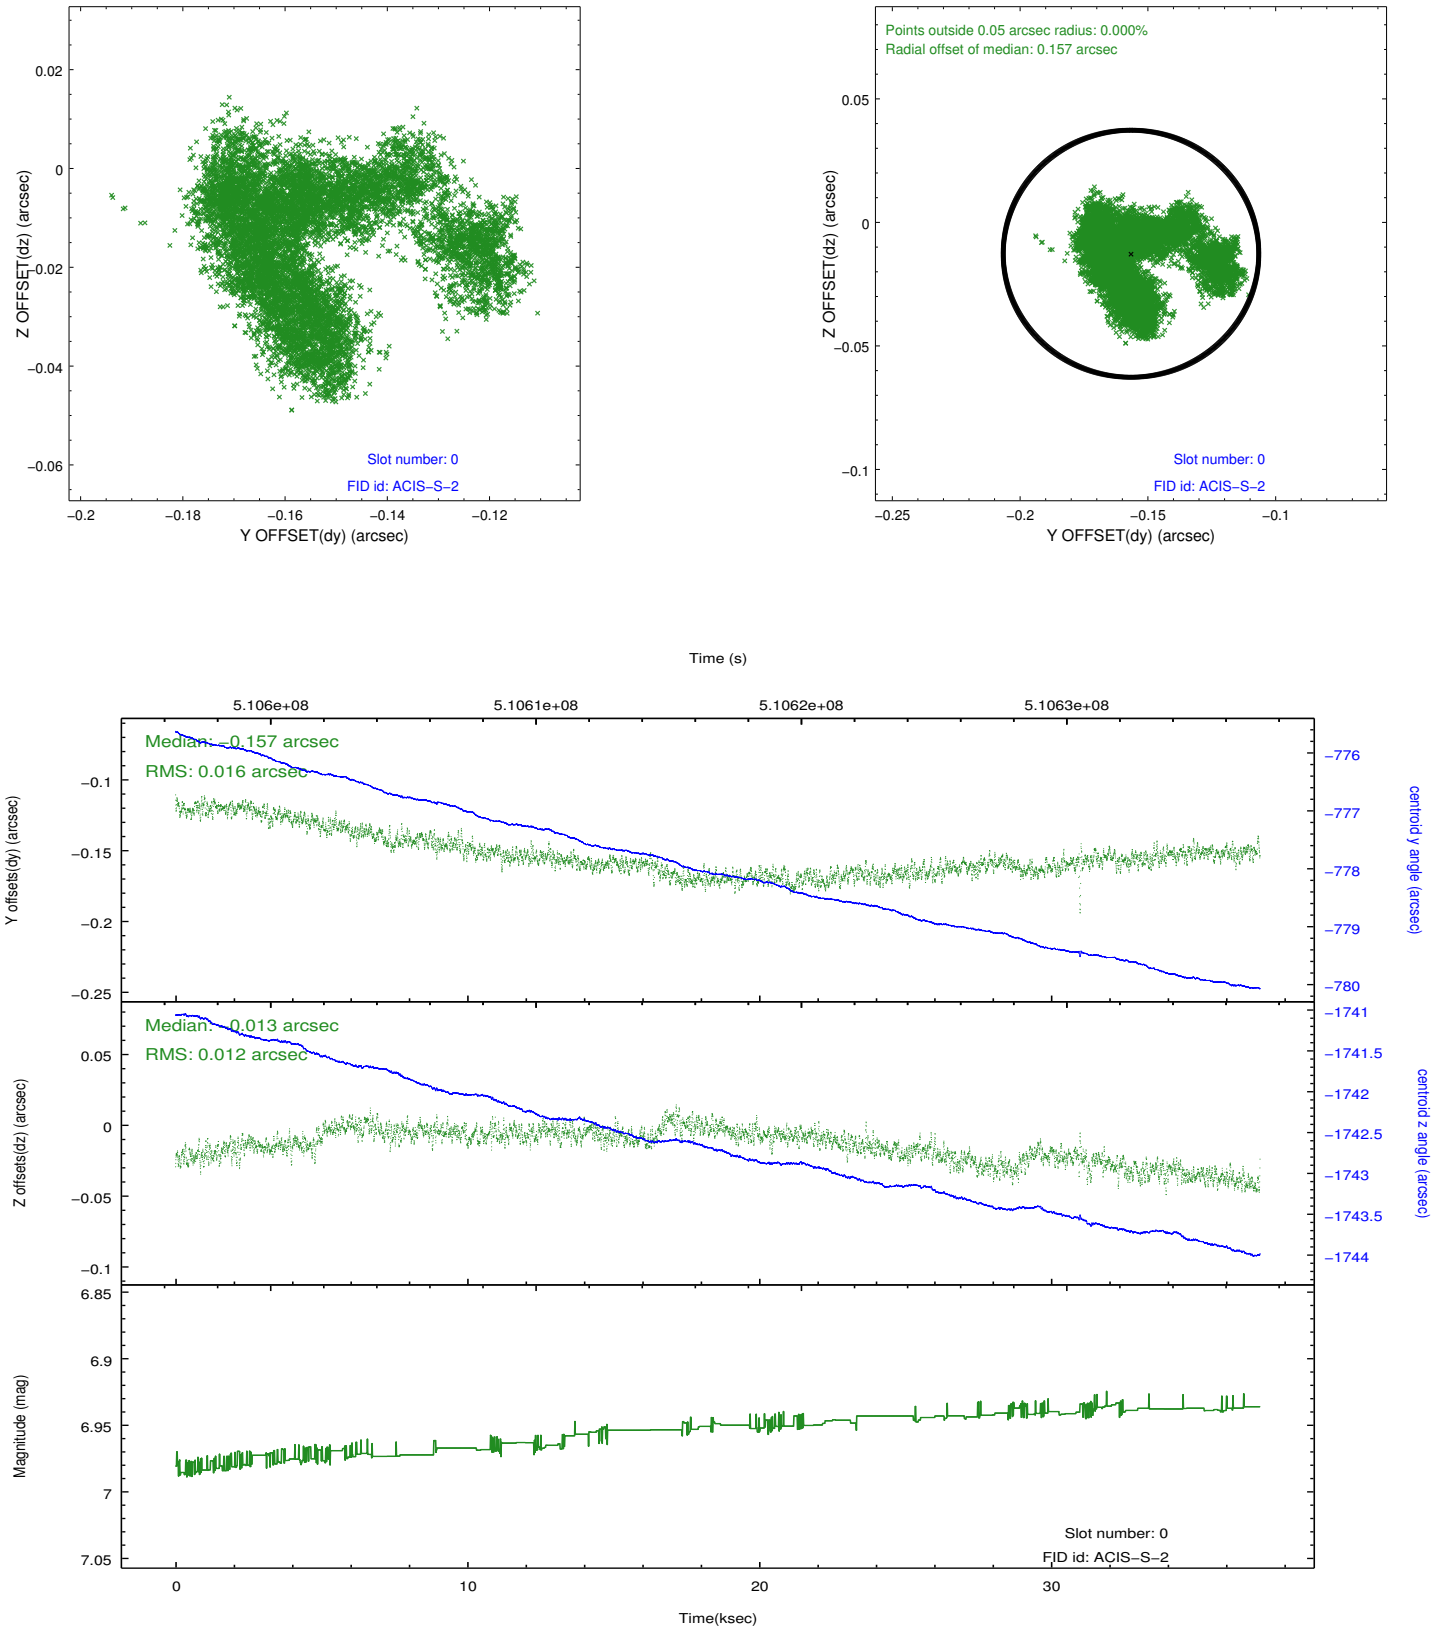 0.02
0
−0.02
−0.04
−0.06
Z OFFSET(dz) (arcsec)
Slot number: 0
FID id: ACIS−S−2
−0.2
−0.18
−0.16
−0.14
−0.12
Y OFFSET(dy) (arcsec)
Points outside 0.05 arcsec radius: 0.000%
Radial offset of median: 0.157 arcsec
0.05
0
−0.05
−0.1
Z OFFSET(dz) (arcsec)
Slot number: 0
FID id: ACIS−S−2
−0.25
−0.2
−0.15
−0.1
Y OFFSET(dy) (arcsec)
Time (s)
5.106e+08
5.1061e+08
5.1062e+08
5.1063e+08
Median: −0.157 arcsec
RMS: 0.016 arcsec
−0.1
−0.15
−0.2
−0.25
Y offsets(dy) (arcsec)
−776
−777
−778
−779
−780
centroid y angle (arcsec)
Median: −0.013 arcsec
RMS: 0.012 arcsec
0.05
0
−0.05
−0.1
Z offsets(dz) (arcsec)
−1741
−1741.5
−1742
−1742.5
−1743
−1743.5
−1744
centroid z angle (arcsec)
6.85
6.9
6.95
7
7.05
Magnitude (mag)
Slot number: 0
FID id: ACIS−S−2
0
10
20
30
Time(ksec)